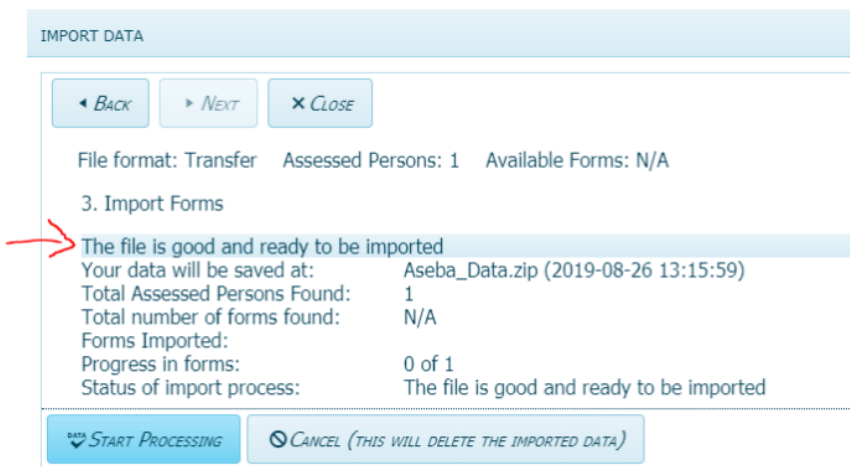 IMPORT DATA
BACK NEXT CLOSE
File format: Transfer Assessed Persons: 1 Available Forms: N/A
3. Import Forms
The file is good and ready to be imported
Your data will be saved at: Aseba_Data.zip (2019-08-26 13:15:59)
Total Assessed Persons Found: 1
Total number of forms found: N/A
Forms Imported:
Progress in forms: 0 of 1
Status of import process: The file is good and ready to be imported
DATA START PROCESSING CANCEL (THIS WILL DELETE THE IMPORTED DATA)